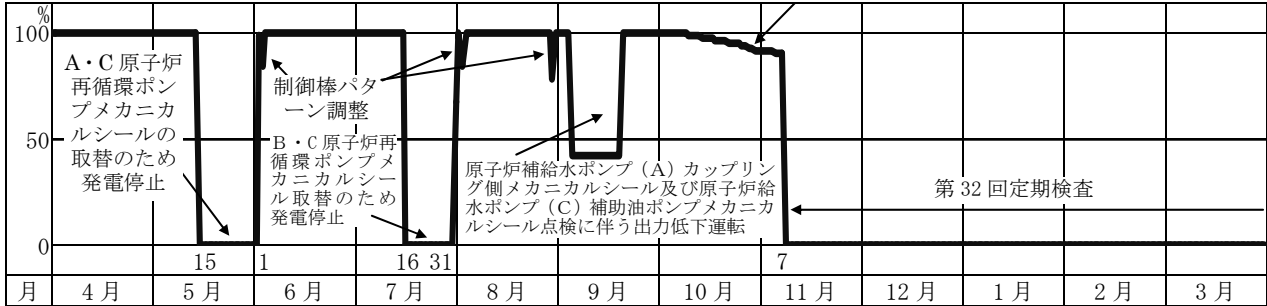 %
100
50
0
A・C 原子炉
再循環ポン
プメカニカ
ルシールの
取替のため
発電停止
制御棒パタ
ーン調整
B・C 原子炉再
循環ポンプメ
カニカルシー
ル取替のため
発電停止
原子炉補給水ポンプ（A）カップリン
グ側メカニカルシール及び原子炉給
水ポンプ（C）補助油ポンプメカニカ
ルシール点検に伴う出力低下運転
第 32 回定期検査
15 1 16 31 7
月 4 月 5 月 6 月 7 月 8 月 9 月 10 月 11 月 12 月 1 月 2 月 3 月